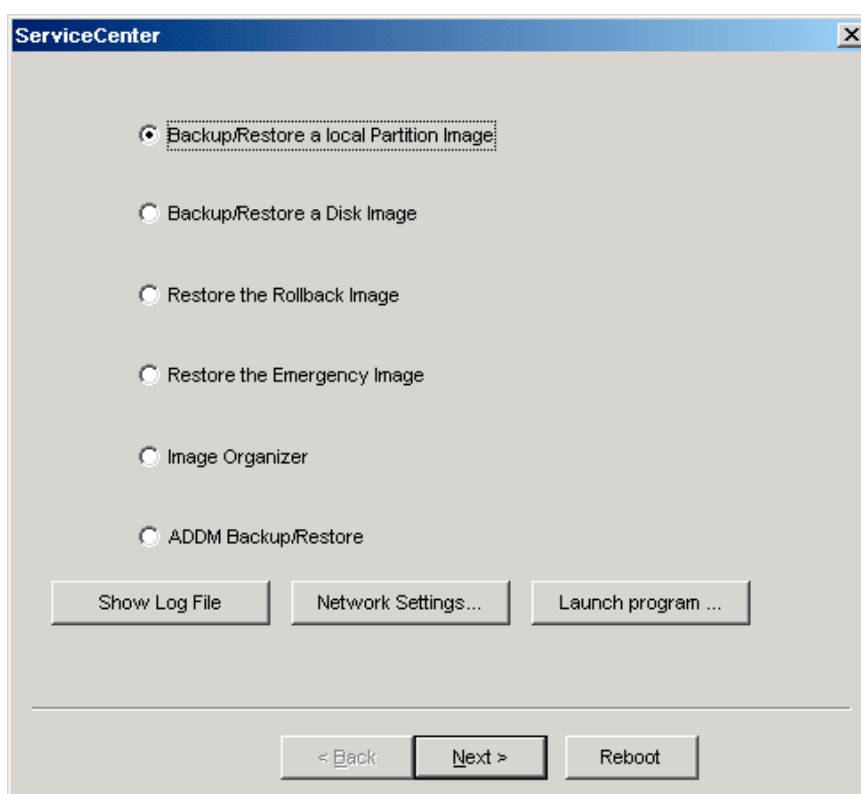 ServiceCenter
Backup/Restore a local Partition Image
Backup/Restore a Disk Image
Restore the Rollback Image
Restore the Emergency Image
Image Organizer
ADDM Backup/Restore
Show Log File Network Settings... Launch program ...
< Back Next > Reboot